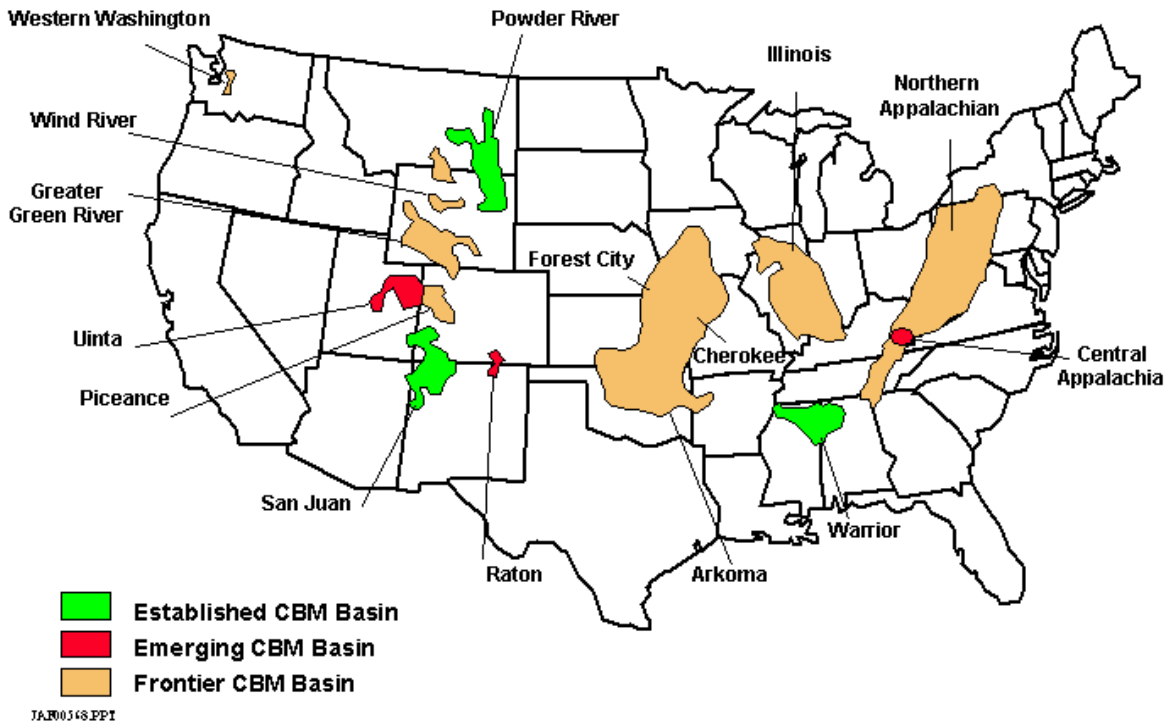 Western Washington
Powder River
Illinois
Northern
Appalachian
Wind River
Greater
Green River
Forest City
Uinta
Cherokee
Central
Appalachia
Piceance
San Juan
Warrior
Raton
Arkoma
Established CBM Basin
Emerging CBM Basin
Frontier CBM Basin
JAF00568.PPT